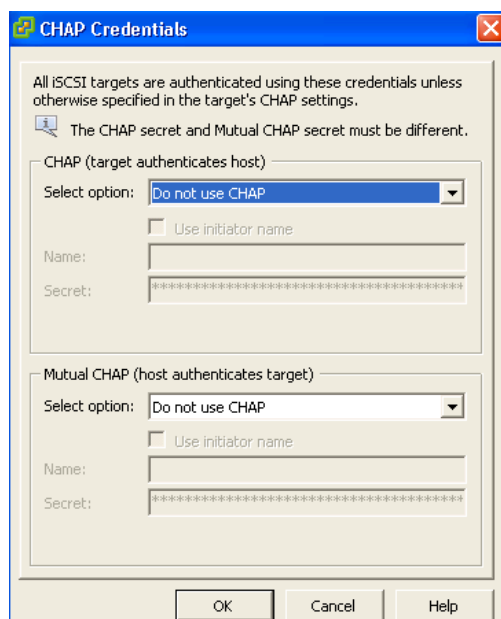 CHAP Credentials
All iSCSI targets are authenticated using these credentials unless
otherwise specified in the target's CHAP settings.
The CHAP secret and Mutual CHAP secret must be different.
CHAP (target authenticates host)
Select option: Do not use CHAP
Use initiator name
Name:
Secret: ****************************************
Mutual CHAP (host authenticates target)
Select option: Do not use CHAP
Use initiator name
Name:
Secret: ****************************************
OK Cancel Help